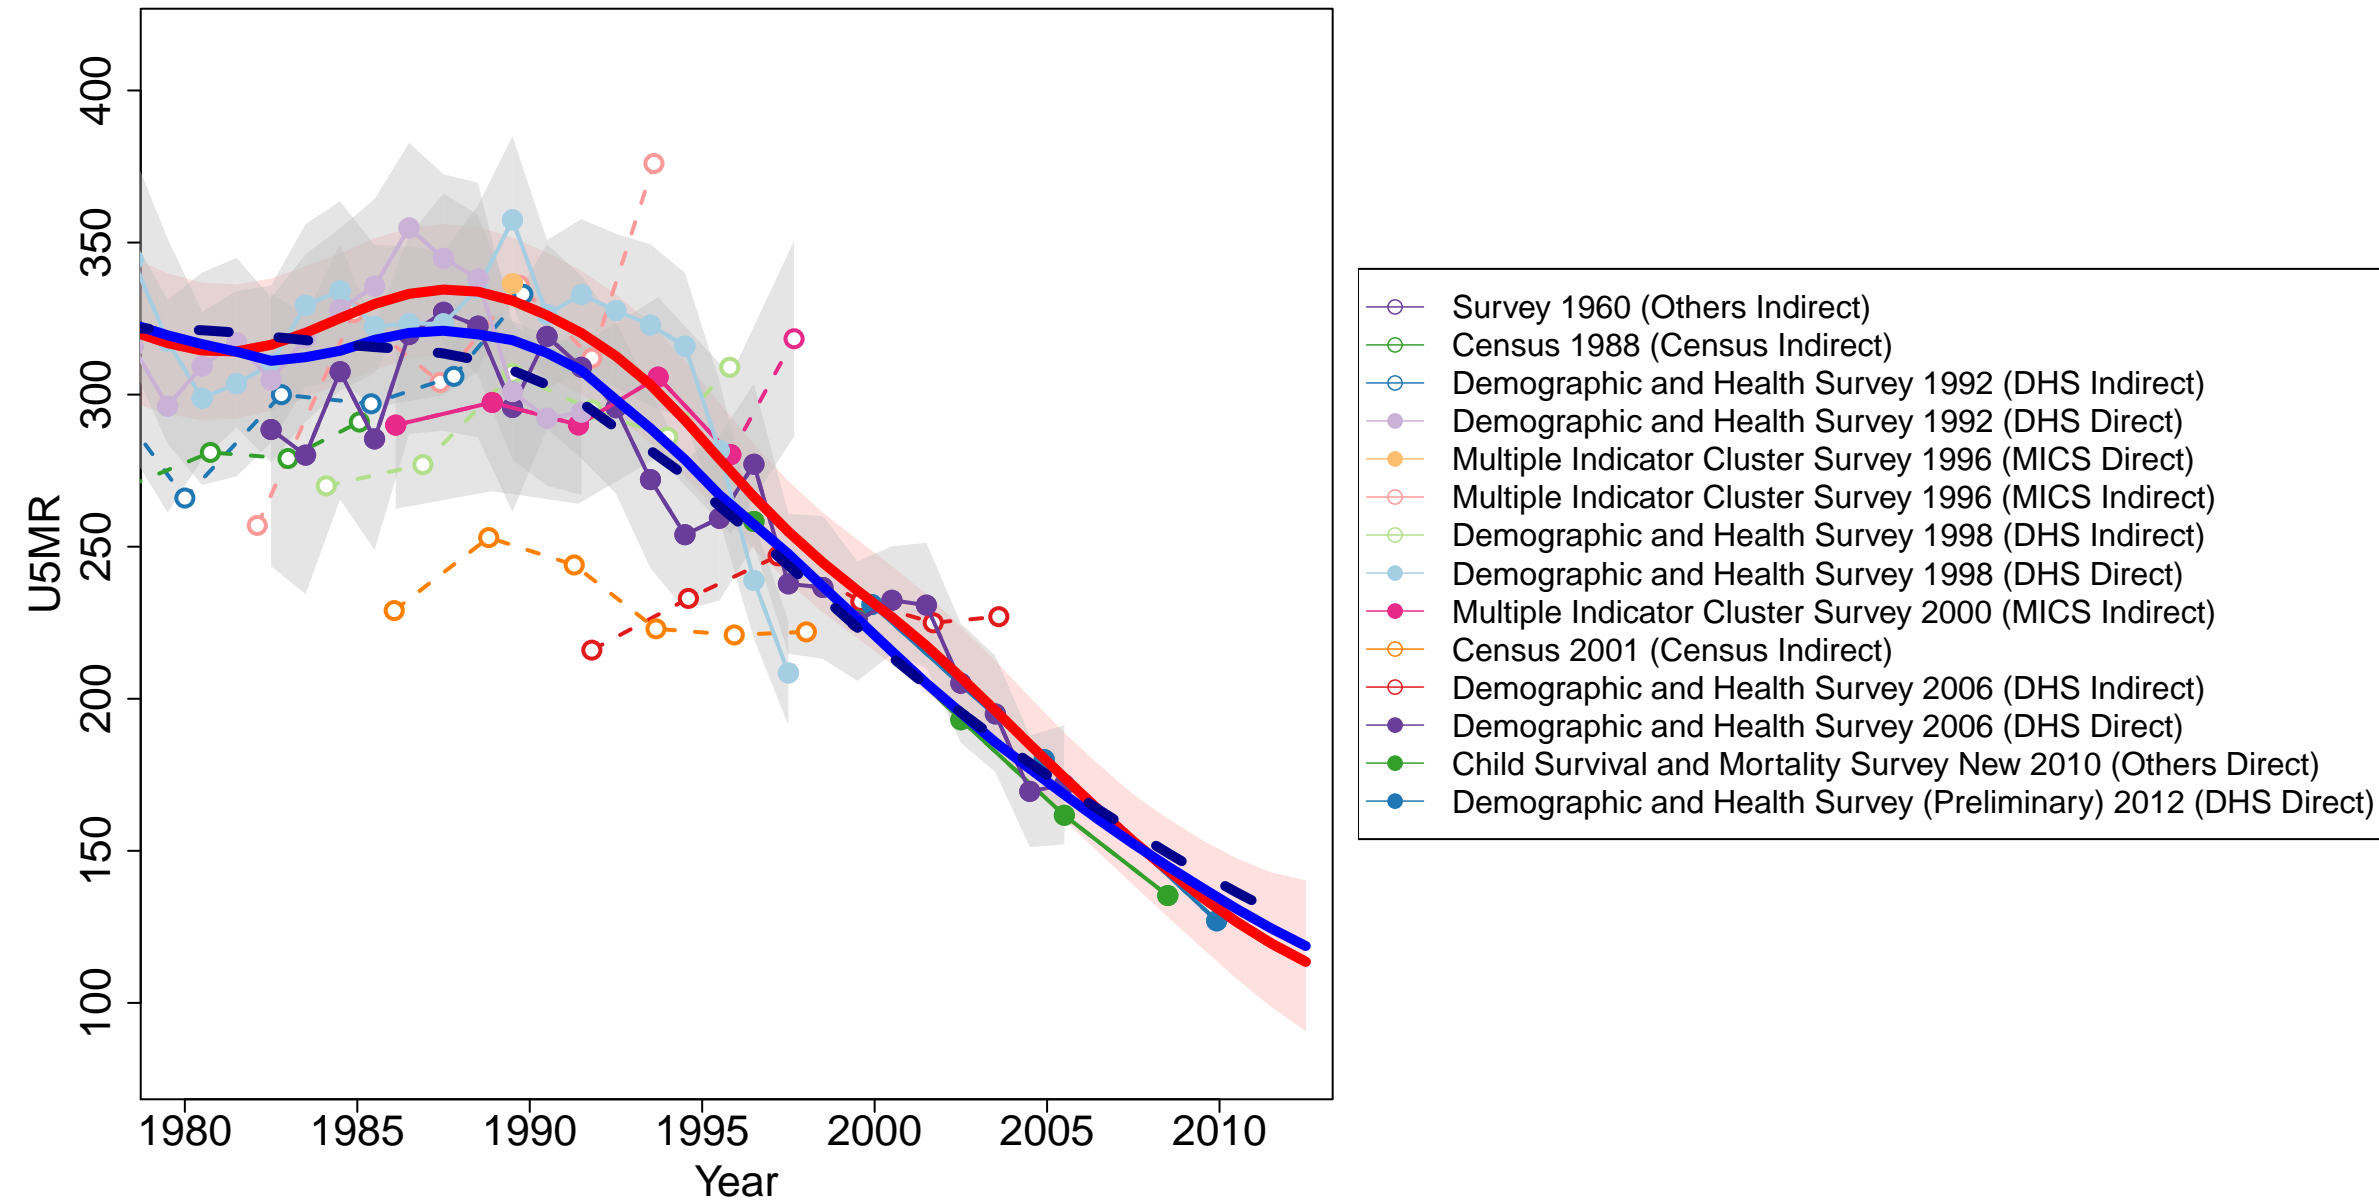 400
350
300
250
200
150
100
U5MR
1980 1985 1990 1995 2000 2005 2010
Year
Survey 1960 (Others Indirect)
Census 1988 (Census Indirect)
Demographic and Health Survey 1992 (DHS Indirect)
Demographic and Health Survey 1992 (DHS Direct)
Multiple Indicator Cluster Survey 1996 (MICS Direct)
Multiple Indicator Cluster Survey 1996 (MICS Indirect)
Demographic and Health Survey 1998 (DHS Indirect)
Demographic and Health Survey 1998 (DHS Direct)
Multiple Indicator Cluster Survey 2000 (MICS Indirect)
Census 2001 (Census Indirect)
Demographic and Health Survey 2006 (DHS Indirect)
Demographic and Health Survey 2006 (DHS Direct)
Child Survival and Mortality Survey New 2010 (Others Direct)
Demographic and Health Survey (Preliminary) 2012 (DHS Direct)